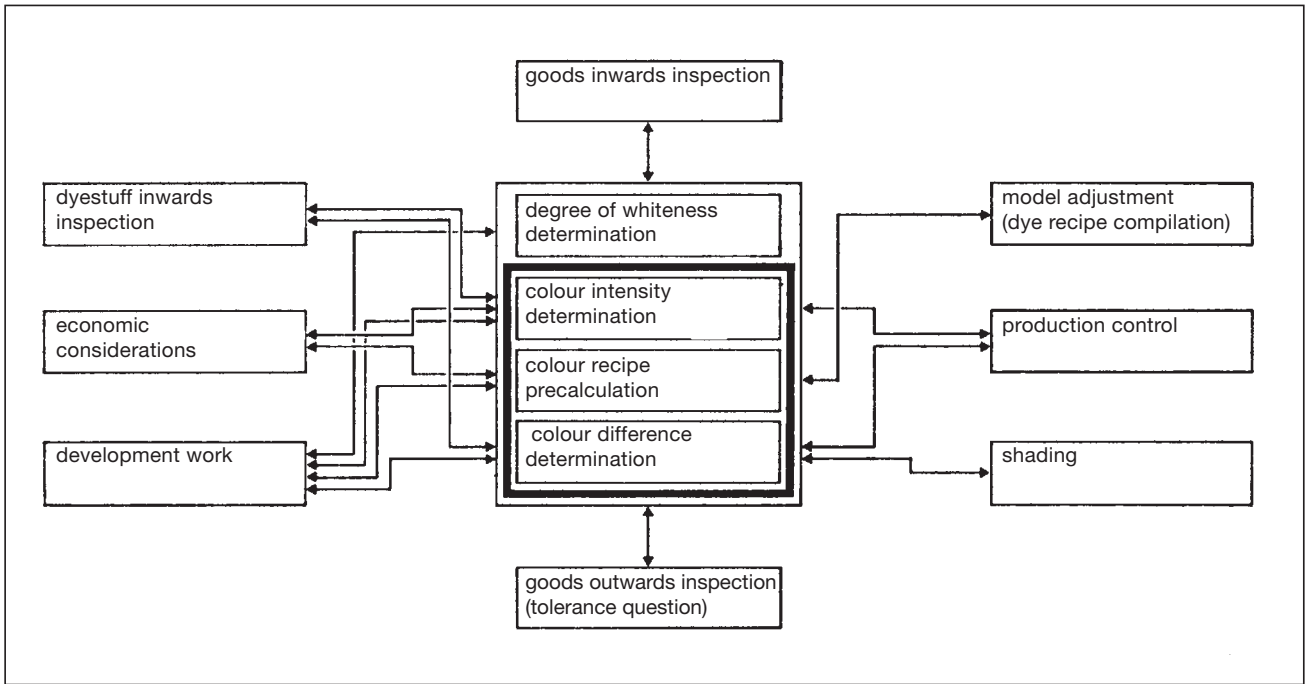 goods inwards inspection
dyestuff inwards
inspection
economic
considerations
development work
degree of whiteness
determination
colour intensity
determination
colour recipe
precalculation
colour difference
determination
model adjustment
(dye recipe compilation)
production control
shading
goods outwards inspection
(tolerance question)